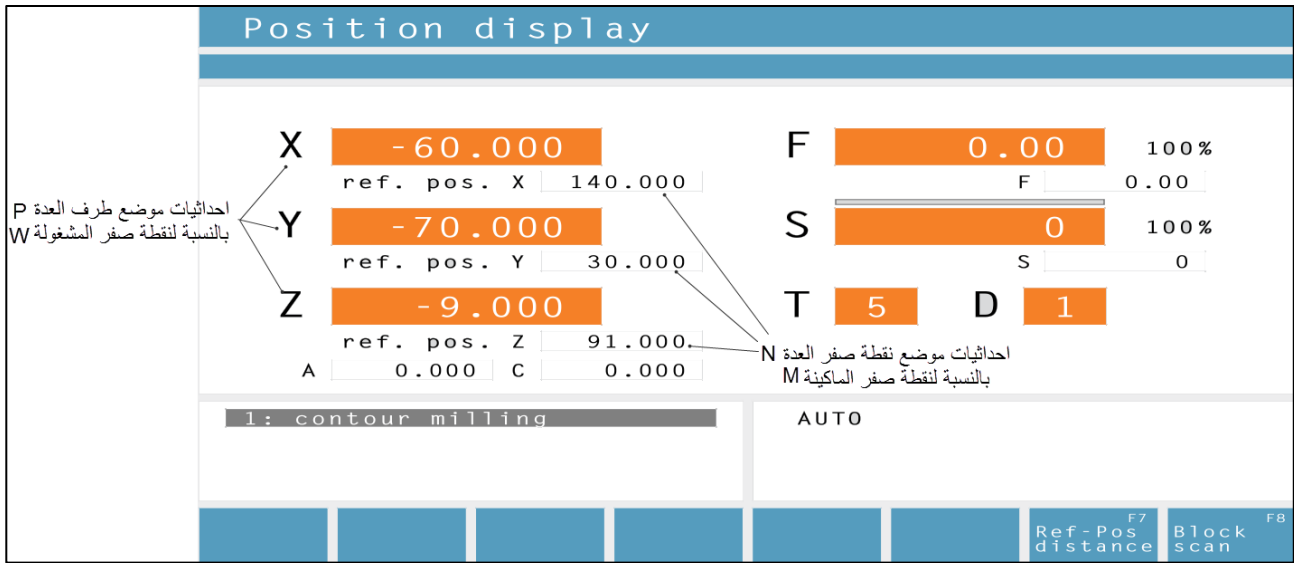 Position display
X -60.000 F 0.00 100%
ref. pos. X 140.000 F 0.00
احداثيات موضع طرف العدة P
بالنسبة لنقطة صفر المشغولة W
Y -70.000 S 0 100%
ref. pos. Y 30.000 S 0
Z -9.000 T 5 D 1
ref. pos. Z 91.000
احداثيات موضع نقطة صفر العدة N
بالنسبة لنقطة صفر الماكينة M
A 0.000 C 0.000
1: contour milling AUTO
F7 F8
Ref-Pos Block
distance scan